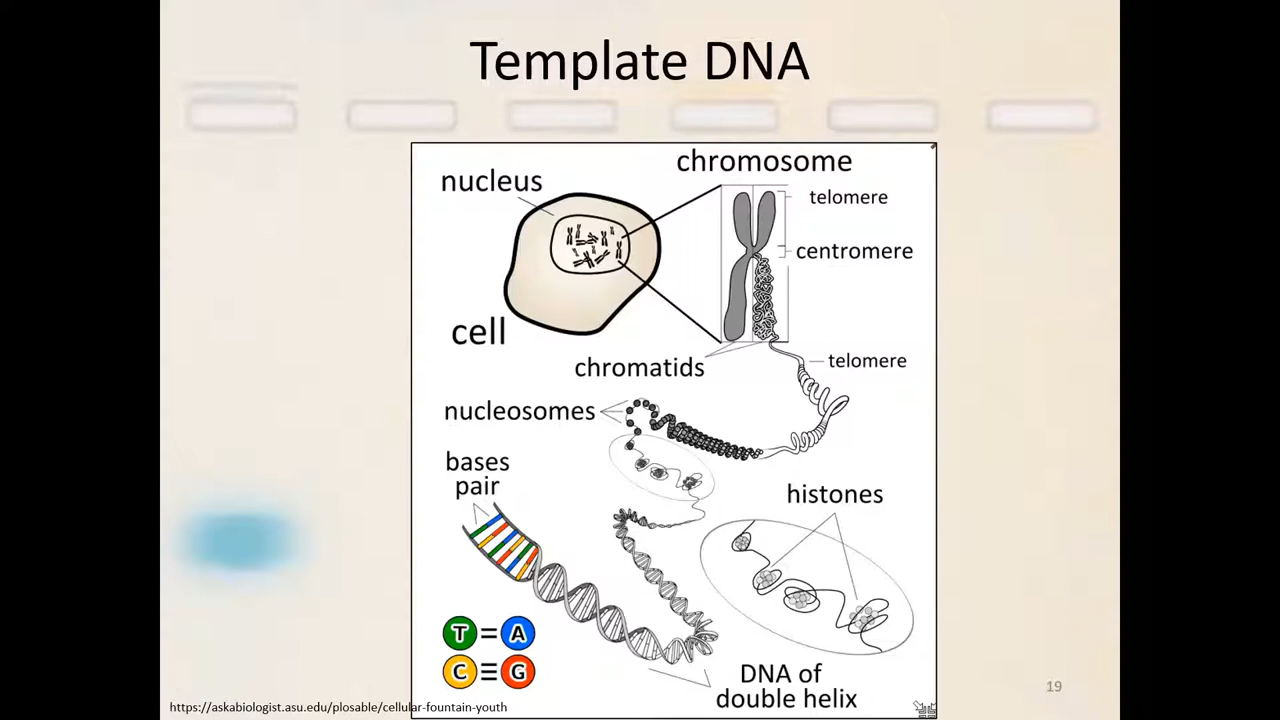 Template DNA
chromosome
nucleus
telomere
centromere
cell
chromatids
telomere
nucleosomes
bases
pair
histones
T = A
C ≡ G
DNA of
double helix
19
https://askabiologist.asu.edu/plosable/cellular-fountain-youth